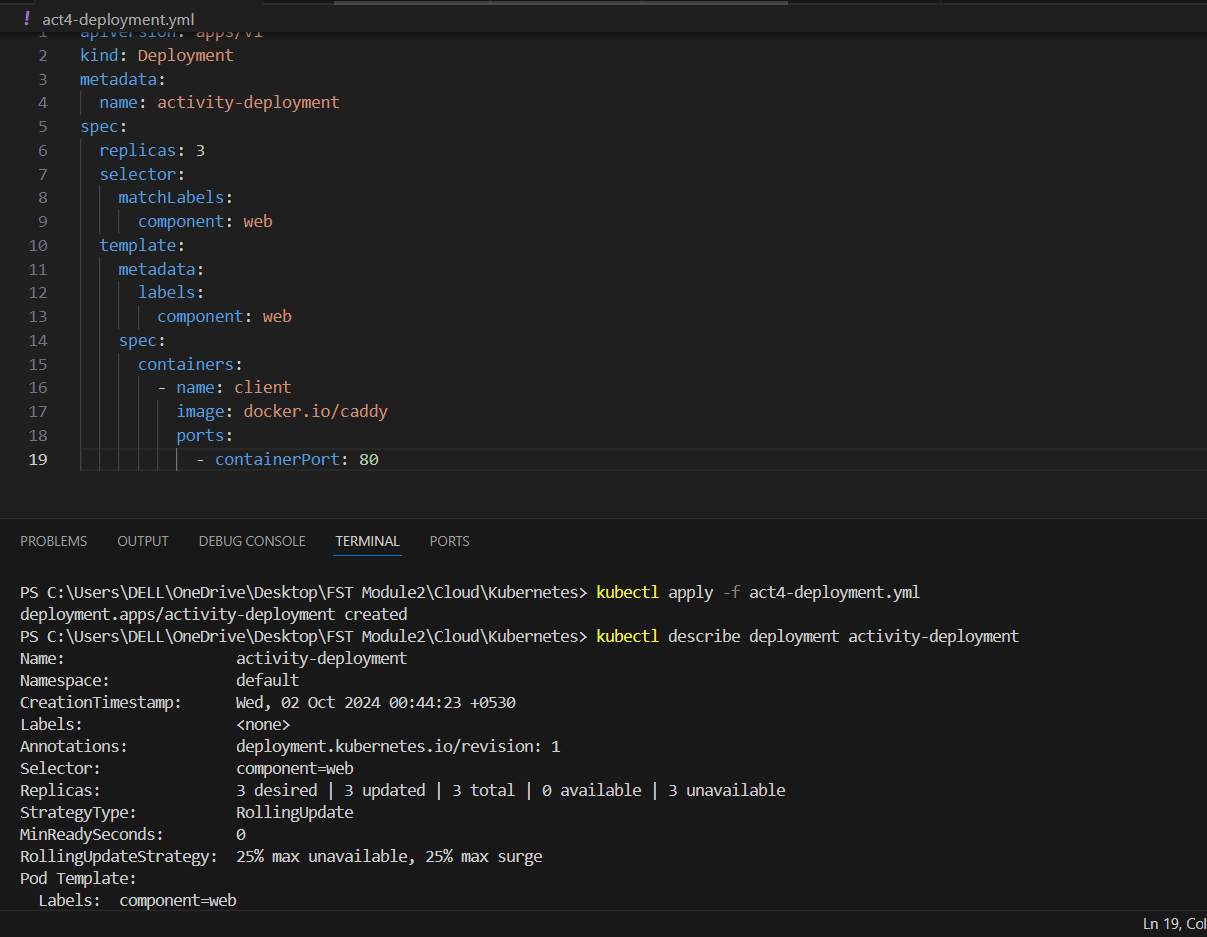 ! act4-deployment.yml
1 apiVersion: apps/v1
2 kind: Deployment
3 metadata:
4 name: activity-deployment
5 spec:
6 replicas: 3
7 selector:
8 matchLabels:
9 component: web
10 template:
11 metadata:
12 labels:
13 component: web
14 spec:
15 containers:
16 - name: client
17 image: docker.io/caddy
18 ports:
19 - containerPort: 80
PROBLEMS OUTPUT DEBUG CONSOLE TERMINAL PORTS
PS C:\Users\DELL\OneDrive\Desktop\FST Module2\Cloud\Kubernetes> kubectl apply -f act4-deployment.yml
deployment.apps/activity-deployment created
PS C:\Users\DELL\OneDrive\Desktop\FST Module2\Cloud\Kubernetes> kubectl describe deployment activity-deployment
Name: activity-deployment
Namespace: default
CreationTimestamp: Wed, 02 Oct 2024 00:44:23 +0530
Labels: <none>
Annotations: deployment.kubernetes.io/revision: 1
Selector: component=web
Replicas: 3 desired | 3 updated | 3 total | 0 available | 3 unavailable
StrategyType: RollingUpdate
MinReadySeconds: 0
RollingUpdateStrategy: 25% max unavailable, 25% max surge
Pod Template:
Labels: component=web
Ln 19, Col